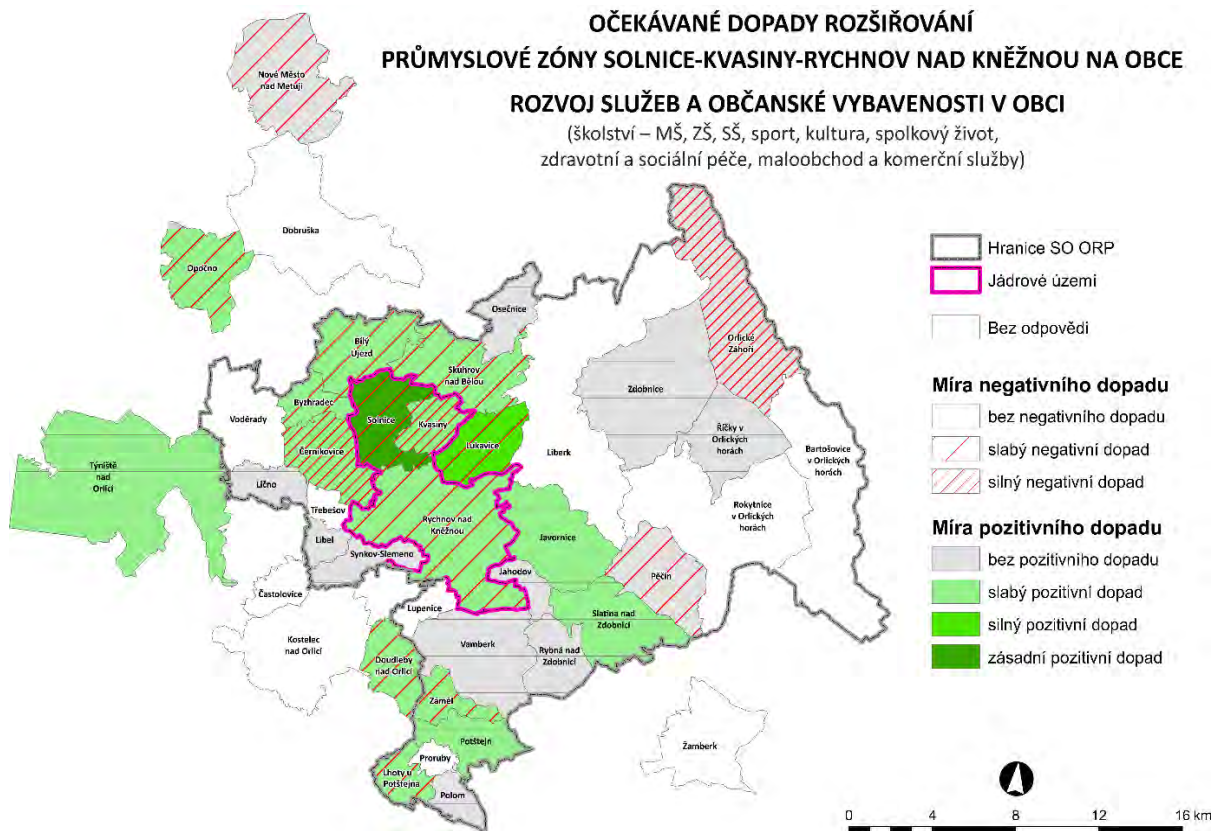 OČEKÁVANÉ DOPADY ROZŠIŘOVÁNÍ
PRŮMYSLOVÉ ZÓNY SOLNICE-KVASINY-RYCHNOV NAD KNĚŽNOU NA OBCE
ROZVOJ SLUŽEB A OBČANSKÉ VYBAVENOSTI V OBCI
(školství – MŠ, ZŠ, SŠ, sport, kultura, spolkový život,
zdravotní a sociální péče, maloobchod a komerční služby)
Nové Město
nad Metují
Dobruška
Opočno
Osečnice
Bílý
Újezd
Skuhrov
nad Bělou
Orlické
Záhoří
Zdobnice
Byzhradec
Solnice
Kvasiny
Voděrady
Lukavice
Říčky v
Orlických
horách
Bartošovice
v Orlických
horách
Černíkovice
Liberk
Týniště
nad
Orlicí
Lično
Třebešov
Rokytnice
v Orlických
horách
Rychnov nad
Kněžnou
Libel
Javornice
Synkov-Slemeno
Jahodov
Pěčín
Častolovice
Lupenice
Slatina nad
Zdobnicí
Kostelec
nad Orlicí
Vamberk
Rybná nad
Zdobnicí
Doudleby
nad Orlicí
Záměl
Potštejn
Žamberk
Proruby
Lhoty u
Potštejna
Polom
Hranice SO ORP
Jádrové území
Bez odpovědi
Míra negativního dopadu
bez negativního dopadu
slabý negativní dopad
silný negativní dopad
Míra pozitivního dopadu
bez pozitivního dopadu
slabý pozitivní dopad
silný pozitivní dopad
zásadní pozitivní dopad
0 4 8 12 16 km